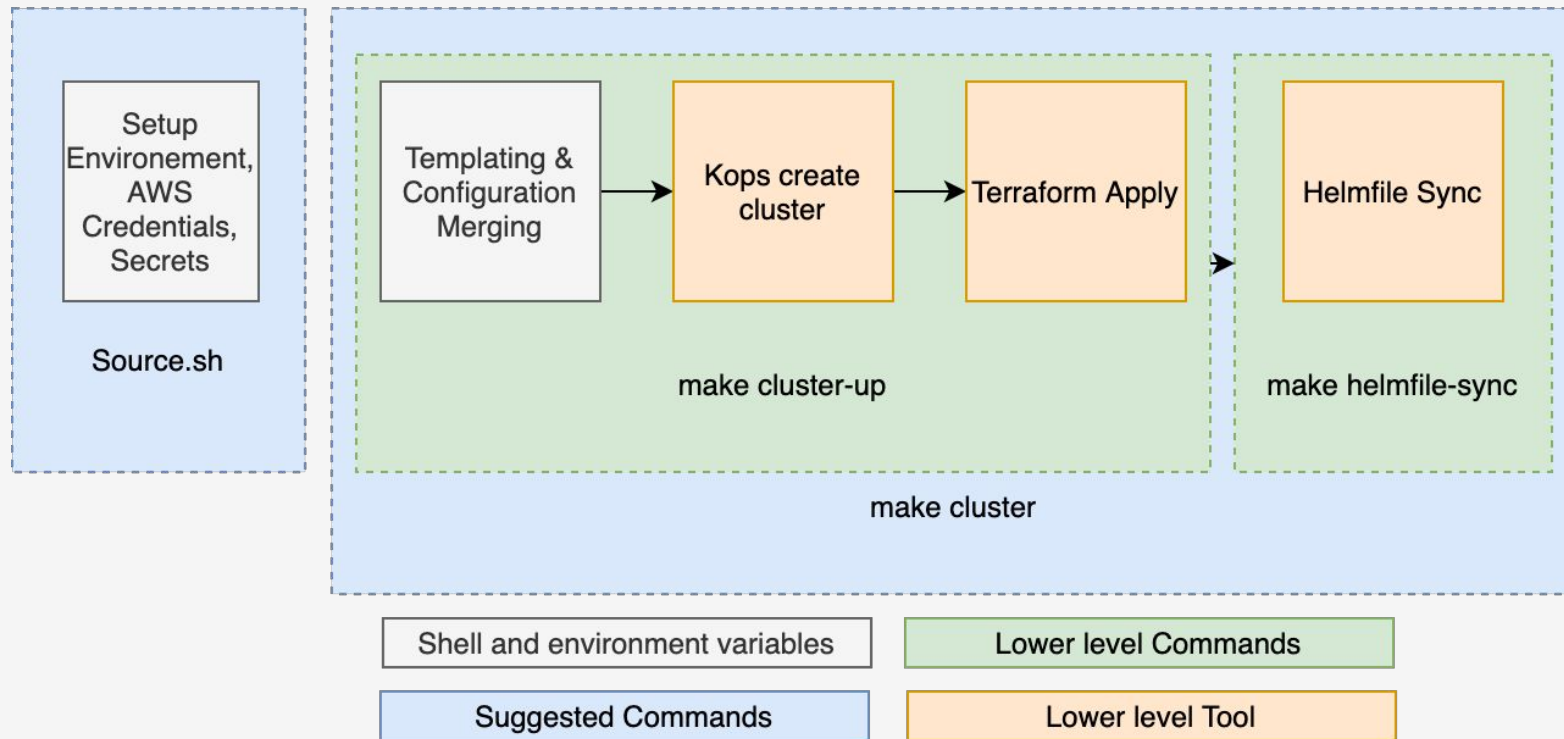 Setup
Environement,
AWS
Credentials,
Secrets
Source.sh
Templating &
Configuration
Merging
Kops create
cluster
Terraform Apply
make cluster-up
Helmfile Sync
make helmfile-sync
make cluster
Shell and environment variables
Lower level Commands
Suggested Commands
Lower level Tool